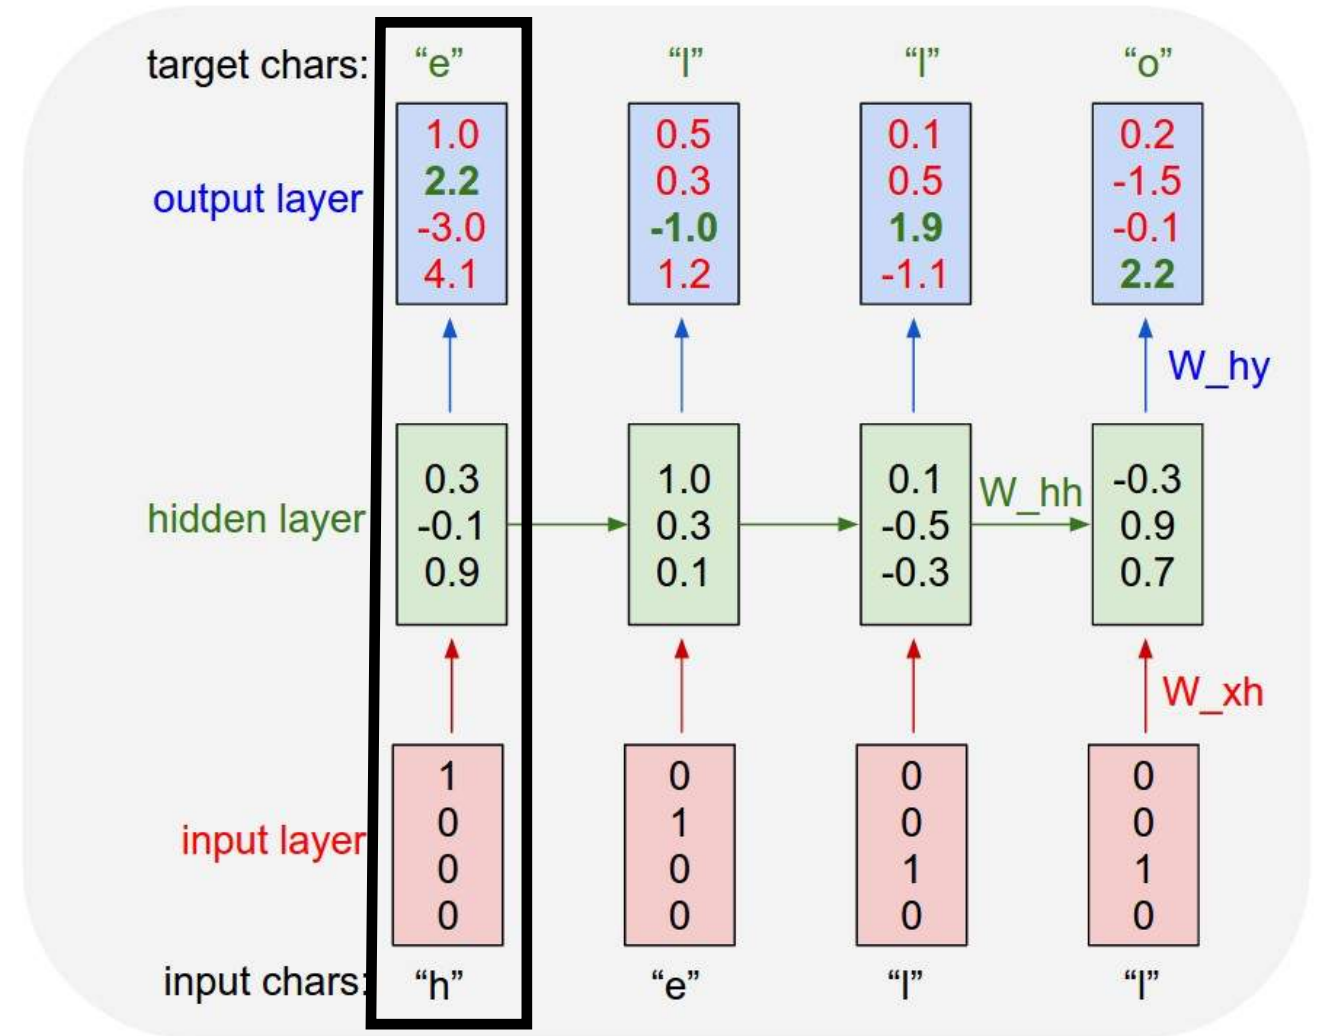 target chars: “e” “l” “l” “o”
output layer
1.0 0.5 0.1 0.2
2.2 0.3 0.5 -1.5
-3.0 -1.0 1.9 -0.1
4.1 1.2 -1.1 2.2
W_hy
hidden layer
0.3 1.0 0.1 -0.3
-0.1 0.3 -0.5 0.9
0.9 0.1 -0.3 0.7
W_hh
W_xh
input layer
1 0 0 0
0 1 0 0
0 0 1 1
0 0 0 0
input chars: “h” “e” “l” “l”